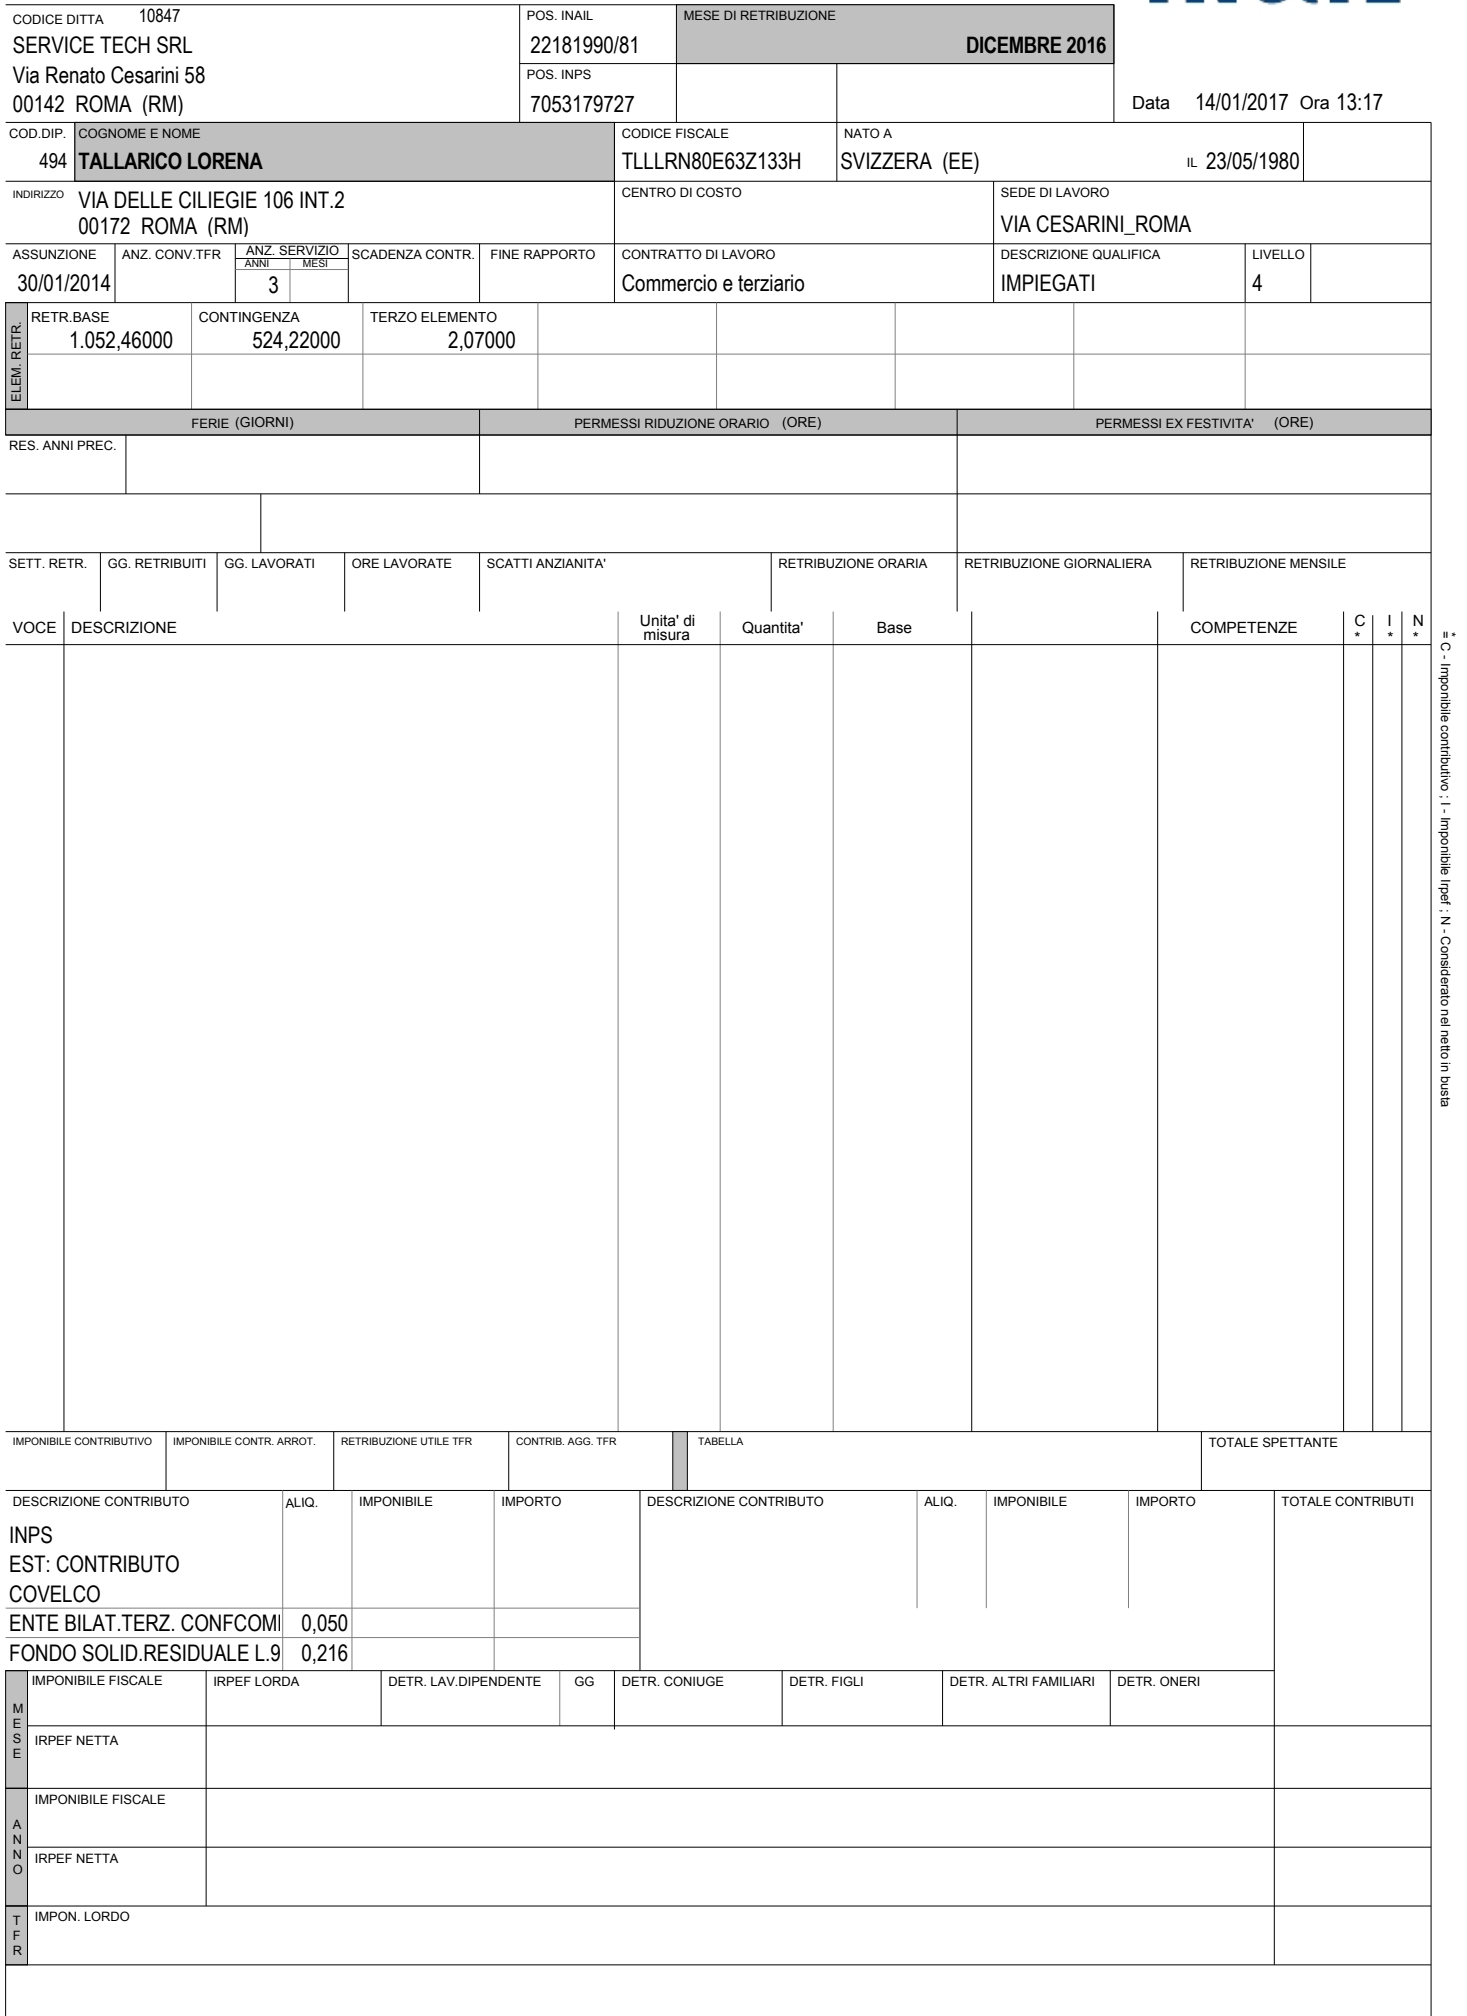 CODICE DITTA 10847 POS. INAIL MESE DI RETRIBUZIONE
SERVICE TECH SRL 22181990/81 DICEMBRE 2016
Via Renato Cesarini 58 POS. INPS
00142 ROMA (RM) 7053179727 Data 14/01/2017 Ora 13:17
COD.DIP. COGNOME E NOME CODICE FISCALE NATO A
494 TALLARICO LORENA TLLLRN80E63Z133H SVIZZERA (EE) IL 23/05/1980
INDIRIZZO VIA DELLE CILIEGIE 106 INT.2 CENTRO DI COSTO SEDE DI LAVORO
00172 ROMA (RM) VIA CESARINI_ROMA
ASSUNZIONE ANZ. CONV.TFR ANZ. SERVIZIO SCADENZA CONTR. FINE RAPPORTO CONTRATTO DI LAVORO DESCRIZIONE QUALIFICA LIVELLO
ANNI MESI
30/01/2014 3 Commercio e terziario IMPIEGATI 4
ELEM. RETR.
RETR.BASE CONTINGENZA TERZO ELEMENTO
1.052,46000 524,22000 2,07000
FERIE (GIORNI) PERMESSI RIDUZIONE ORARIO (ORE) PERMESSI EX FESTIVITA' (ORE)
RES. ANNI PREC.
SETT. RETR. GG. RETRIBUITI GG. LAVORATI ORE LAVORATE SCATTI ANZIANITA' RETRIBUZIONE ORARIA RETRIBUZIONE GIORNALIERA RETRIBUZIONE MENSILE
VOCE DESCRIZIONE Unita' di misura Quantita' Base COMPETENZE C * I * N *
* = C - Imponibile contributivo ; I - Imponibile Irpef ; N - Considerato nel netto in busta
IMPONIBILE CONTRIBUTIVO IMPONIBILE CONTR. ARROT. RETRIBUZIONE UTILE TFR CONTRIB. AGG. TFR TABELLA TOTALE SPETTANTE
DESCRIZIONE CONTRIBUTO ALIQ. IMPONIBILE IMPORTO DESCRIZIONE CONTRIBUTO ALIQ. IMPONIBILE IMPORTO TOTALE CONTRIBUTI
INPS
EST: CONTRIBUTO
COVELCO
ENTE BILAT.TERZ. CONFCOM 0,050
FONDO SOLID.RESIDUALE L.9 0,216
MESE
IMPONIBILE FISCALE IRPEF LORDA DETR. LAV.DIPENDENTE GG DETR. CONIUGE DETR. FIGLI DETR. ALTRI FAMILIARI DETR. ONERI
IRPEF NETTA
ANNO
IMPONIBILE FISCALE
IRPEF NETTA
TFR
IMPON. LORDO